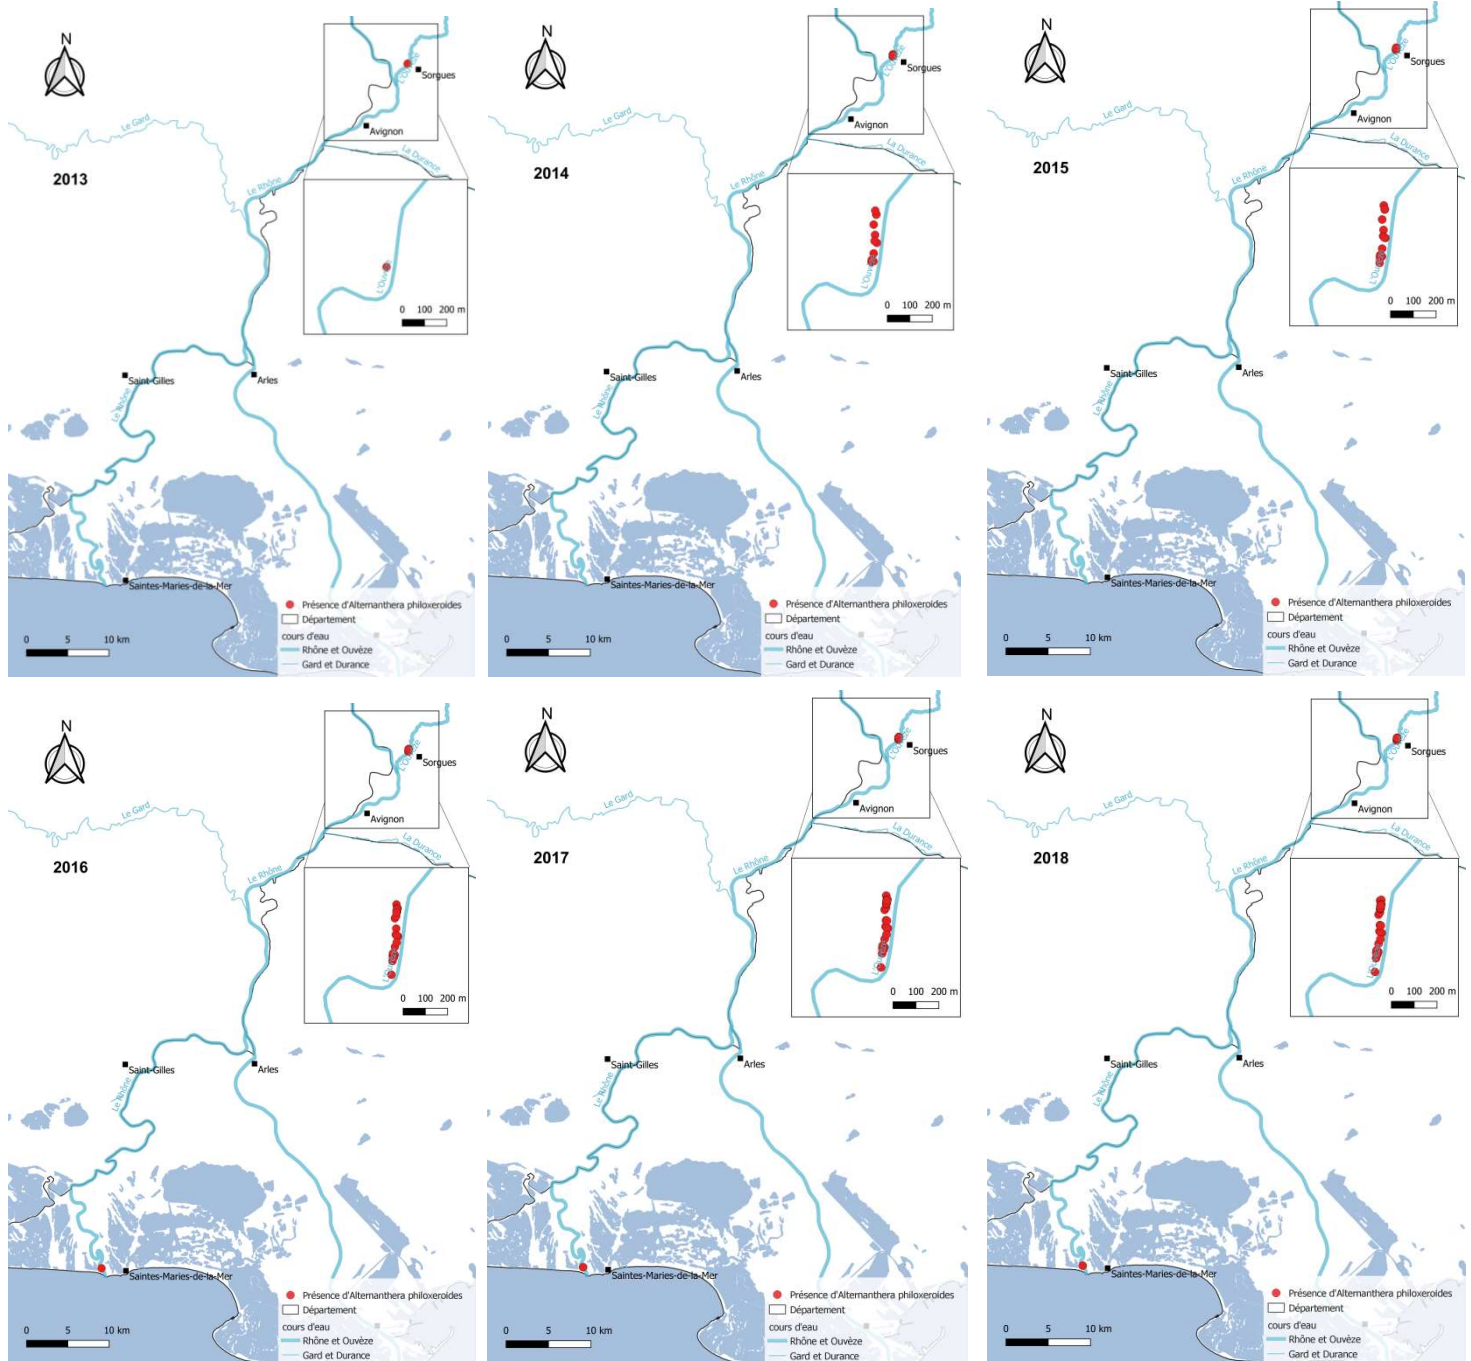 N
L'Ouvèze
Sorgues
Avignon
Le Gard
La Durance
2013
Le Rhône
L'Ouvèze
0 100 200 m
Saint-Gilles
Arles
Le Rhône
Saintes-Maries-de-la-Mer
Présence d'Alternanthera philoxeroides
Département
cours d'eau
Rhône et Ouvèze
Gard et Durance
0 5 10 km
N
L'Ouvèze
Sorgues
Avignon
Le Gard
La Durance
2014
Le Rhône
L'Ouvèze
0 100 200 m
Saint-Gilles
Arles
Le Rhône
Saintes-Maries-de-la-Mer
Présence d'Alternanthera philoxeroides
Département
cours d'eau
Rhône et Ouvèze
Gard et Durance
0 5 10 km
N
L'Ouvèze
Sorgues
Avignon
Le Gard
La Durance
2015
Le Rhône
L'Ouvèze
0 100 200 m
Saint-Gilles
Arles
Le Rhône
Saintes-Maries-de-la-Mer
Présence d'Alternanthera philoxeroides
Département
cours d'eau
Rhône et Ouvèze
Gard et Durance
0 5 10 km
N
L'Ouvèze
Sorgues
Avignon
Le Gard
La Durance
2016
Le Rhône
0 100 200 m
Saint-Gilles
Arles
Le Rhône
Saintes-Maries-de-la-Mer
Présence d'Alternanthera philoxeroides
Département
cours d'eau
Rhône et Ouvèze
Gard et Durance
0 5 10 km
N
L'Ouvèze
Sorgues
Avignon
Le Gard
La Durance
2017
Le Rhône
0 100 200 m
Saint-Gilles
Arles
Le Rhône
Saintes-Maries-de-la-Mer
Présence d'Alternanthera philoxeroides
Département
cours d'eau
Rhône et Ouvèze
Gard et Durance
0 5 10 km
N
L'Ouvèze
Sorgues
Avignon
Le Gard
La Durance
2018
Le Rhône
0 100 200 m
Saint-Gilles
Arles
Le Rhône
Saintes-Maries-de-la-Mer
Présence d'Alternanthera philoxeroides
Département
cours d'eau
Rhône et Ouvèze
Gard et Durance
0 5 10 km